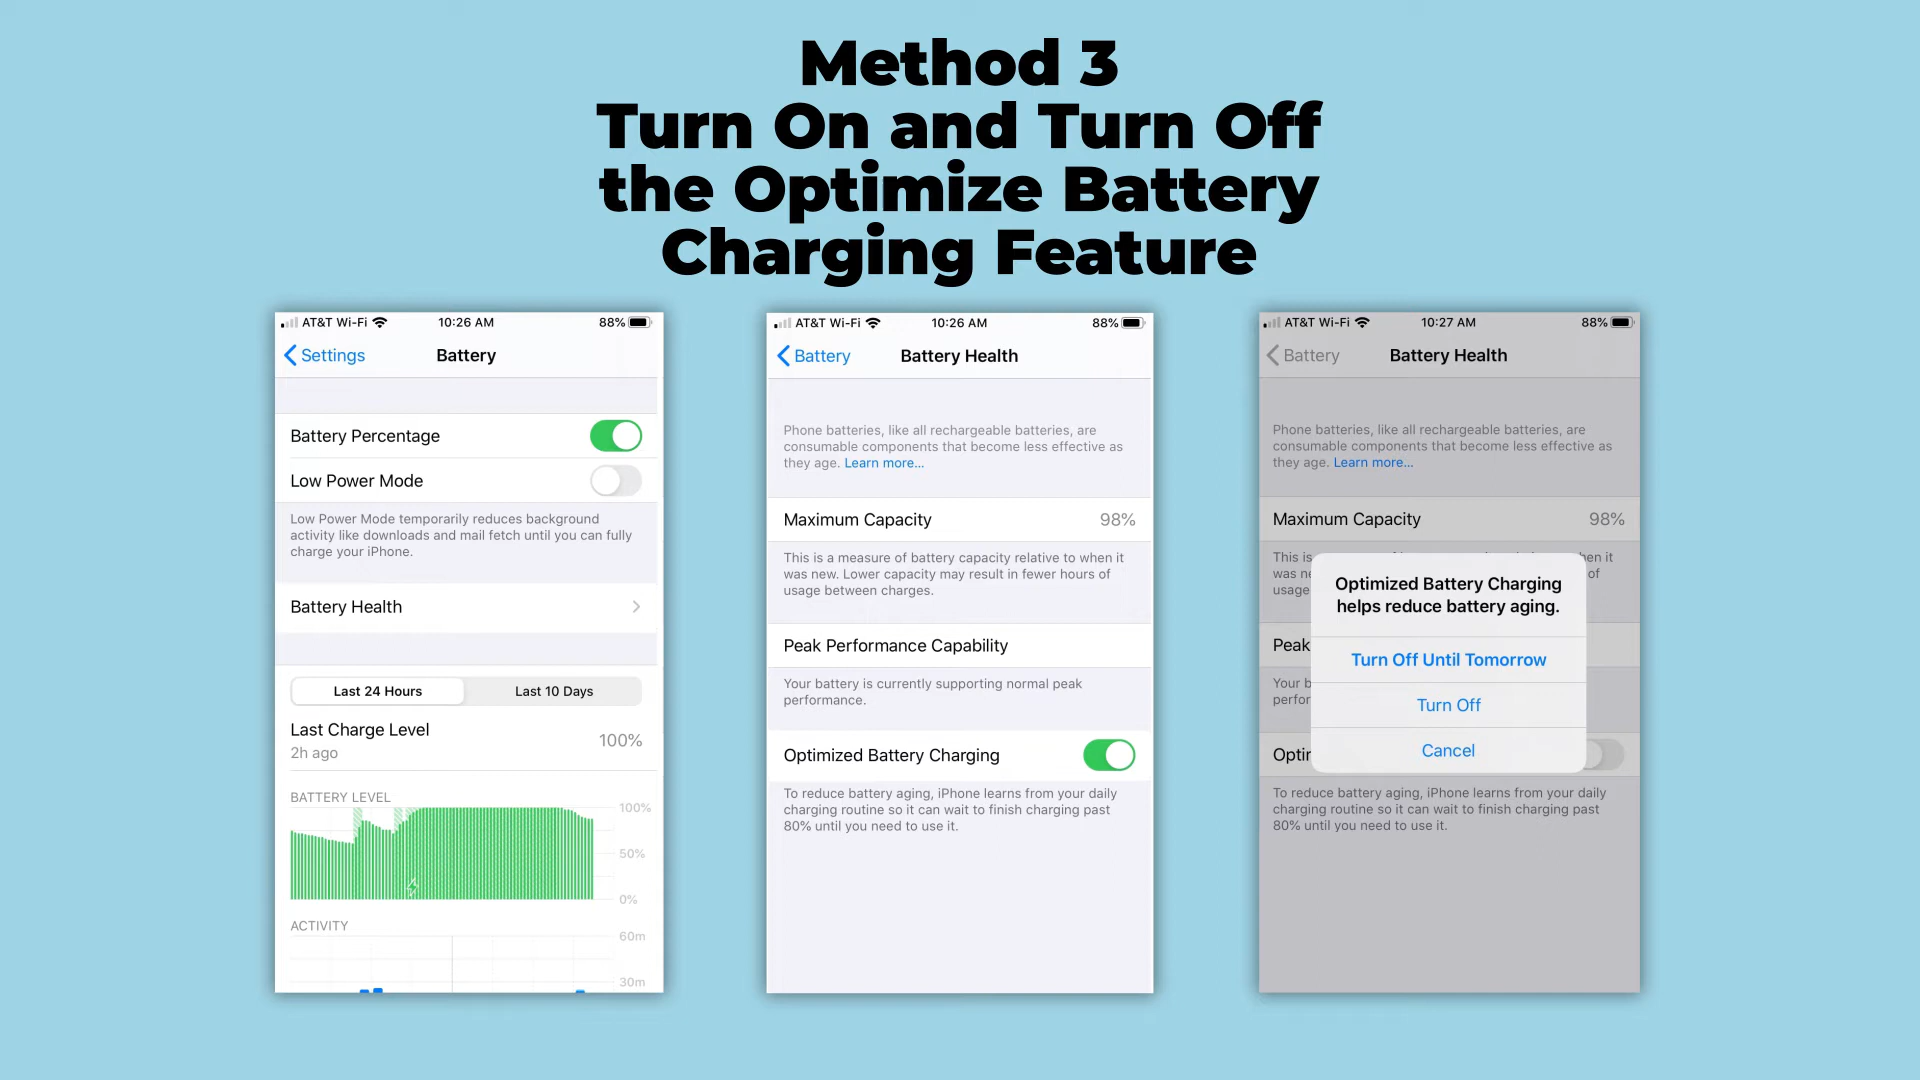 Method 3
Turn On and Turn Off
the Optimize Battery
Charging Feature
AT&T Wi-Fi 10:26 AM 88%
Settings Battery
Battery Percentage
Low Power Mode
Low Power Mode temporarily reduces background
activity like downloads and mail fetch until you can fully
charge your iPhone.
Battery Health
Last 24 Hours Last 10 Days
Last Charge Level
2h ago
100%
BATTERY LEVEL
100%
50%
0%
ACTIVITY
60m
30m
AT&T Wi-Fi 10:26 AM 88%
Battery Battery Health
Phone batteries, like all rechargeable batteries, are
consumable components that become less effective as
they age. Learn more...
Maximum Capacity 98%
This is a measure of battery capacity relative to when it
was new. Lower capacity may result in fewer hours of
usage between charges.
Peak Performance Capability
Your battery is currently supporting normal peak
performance.
Optimized Battery Charging
To reduce battery aging, iPhone learns from your daily
charging routine so it can wait to finish charging past
80% until you need to use it.
AT&T Wi-Fi 10:27 AM 88%
Battery Battery Health
Phone batteries, like all rechargeable batteries, are
consumable components that become less effective as
they age. Learn more...
Maximum Capacity 98%
Optimized Battery Charging
helps reduce battery aging.
Turn Off Until Tomorrow
Turn Off
Cancel
To reduce battery aging, iPhone learns from your daily
charging routine so it can wait to finish charging past
80% until you need to use it.